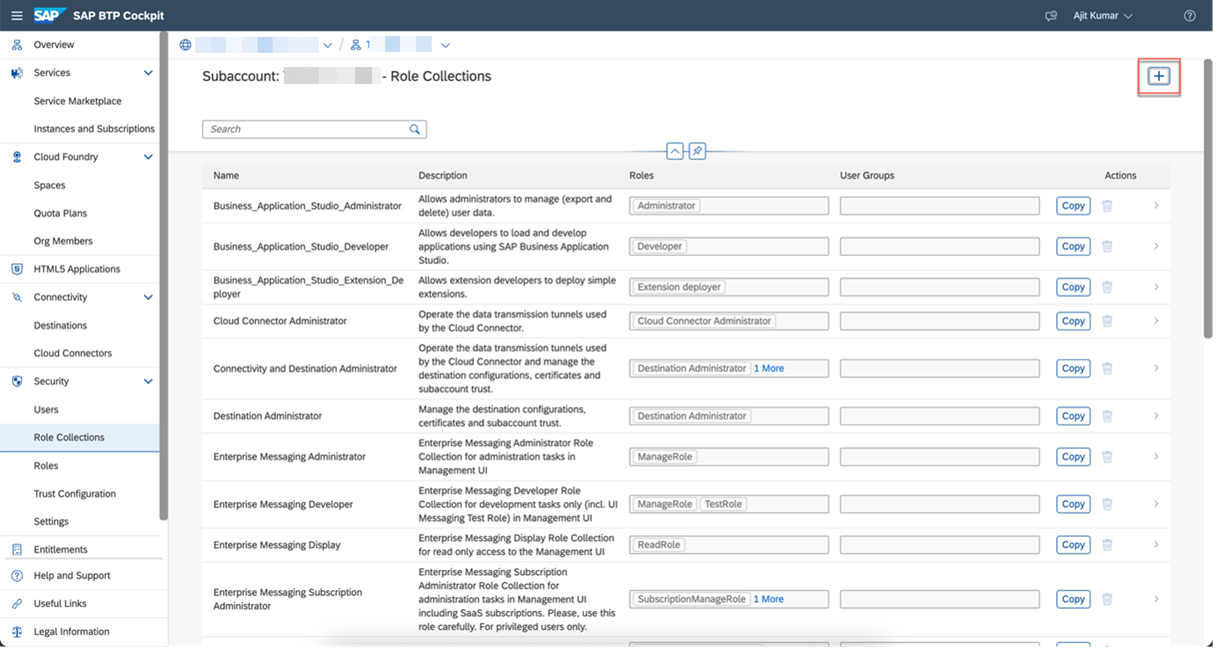 SAP SAP BTP Cockpit
Ajit Kumar
Overview
Services
Service Marketplace
Instances and Subscriptions
Cloud Foundry
Spaces
Quota Plans
Org Members
HTML5 Applications
Connectivity
Destinations
Cloud Connectors
Security
Users
Role Collections
Roles
Trust Configuration
Settings
Entitlements
Help and Support
Useful Links
Legal Information
/
Subaccount: - Role Collections
Search
Name Description Roles User Groups Actions
Business_Application_Studio_Administrator
Allows administrators to manage (export and
delete) user data.
Administrator
Copy
Business_Application_Studio_Developer
Allows developers to load and develop
applications using SAP Business Application
Studio.
Developer
Copy
Business_Application_Studio_Extension_De
ployer
Allows extension developers to deploy simple
extensions.
Extension deployer
Copy
Cloud Connector Administrator
Operate the data transmission tunnels used
by the Cloud Connector.
Cloud Connector Administrator
Copy
Connectivity and Destination Administrator
Operate the data transmission tunnels used
by the Cloud Connector and manage the
destination configurations, certificates and
subaccount trust.
Destination Administrator 1 More
Copy
Destination Administrator
Manage the destination configurations,
certificates and subaccount trust.
Destination Administrator
Copy
Enterprise Messaging Administrator
Enterprise Messaging Administrator Role
Collection for administration tasks in
Management UI
ManageRole
Copy
Enterprise Messaging Developer
Enterprise Messaging Developer Role
Collection for development tasks only (incl. UI
Messaging Test Role) in Management UI
ManageRole TestRole
Copy
Enterprise Messaging Display
Enterprise Messaging Display Role Collection
for read only access to the Management UI
ReadRole
Copy
Enterprise Messaging Subscription
Administrator
Enterprise Messaging Subscription
Administrator Role Collection for
administration tasks in Management UI
including SaaS subscriptions. Please, use this
role carefully. For privileged users only.
SubscriptionManageRole 1 More
Copy